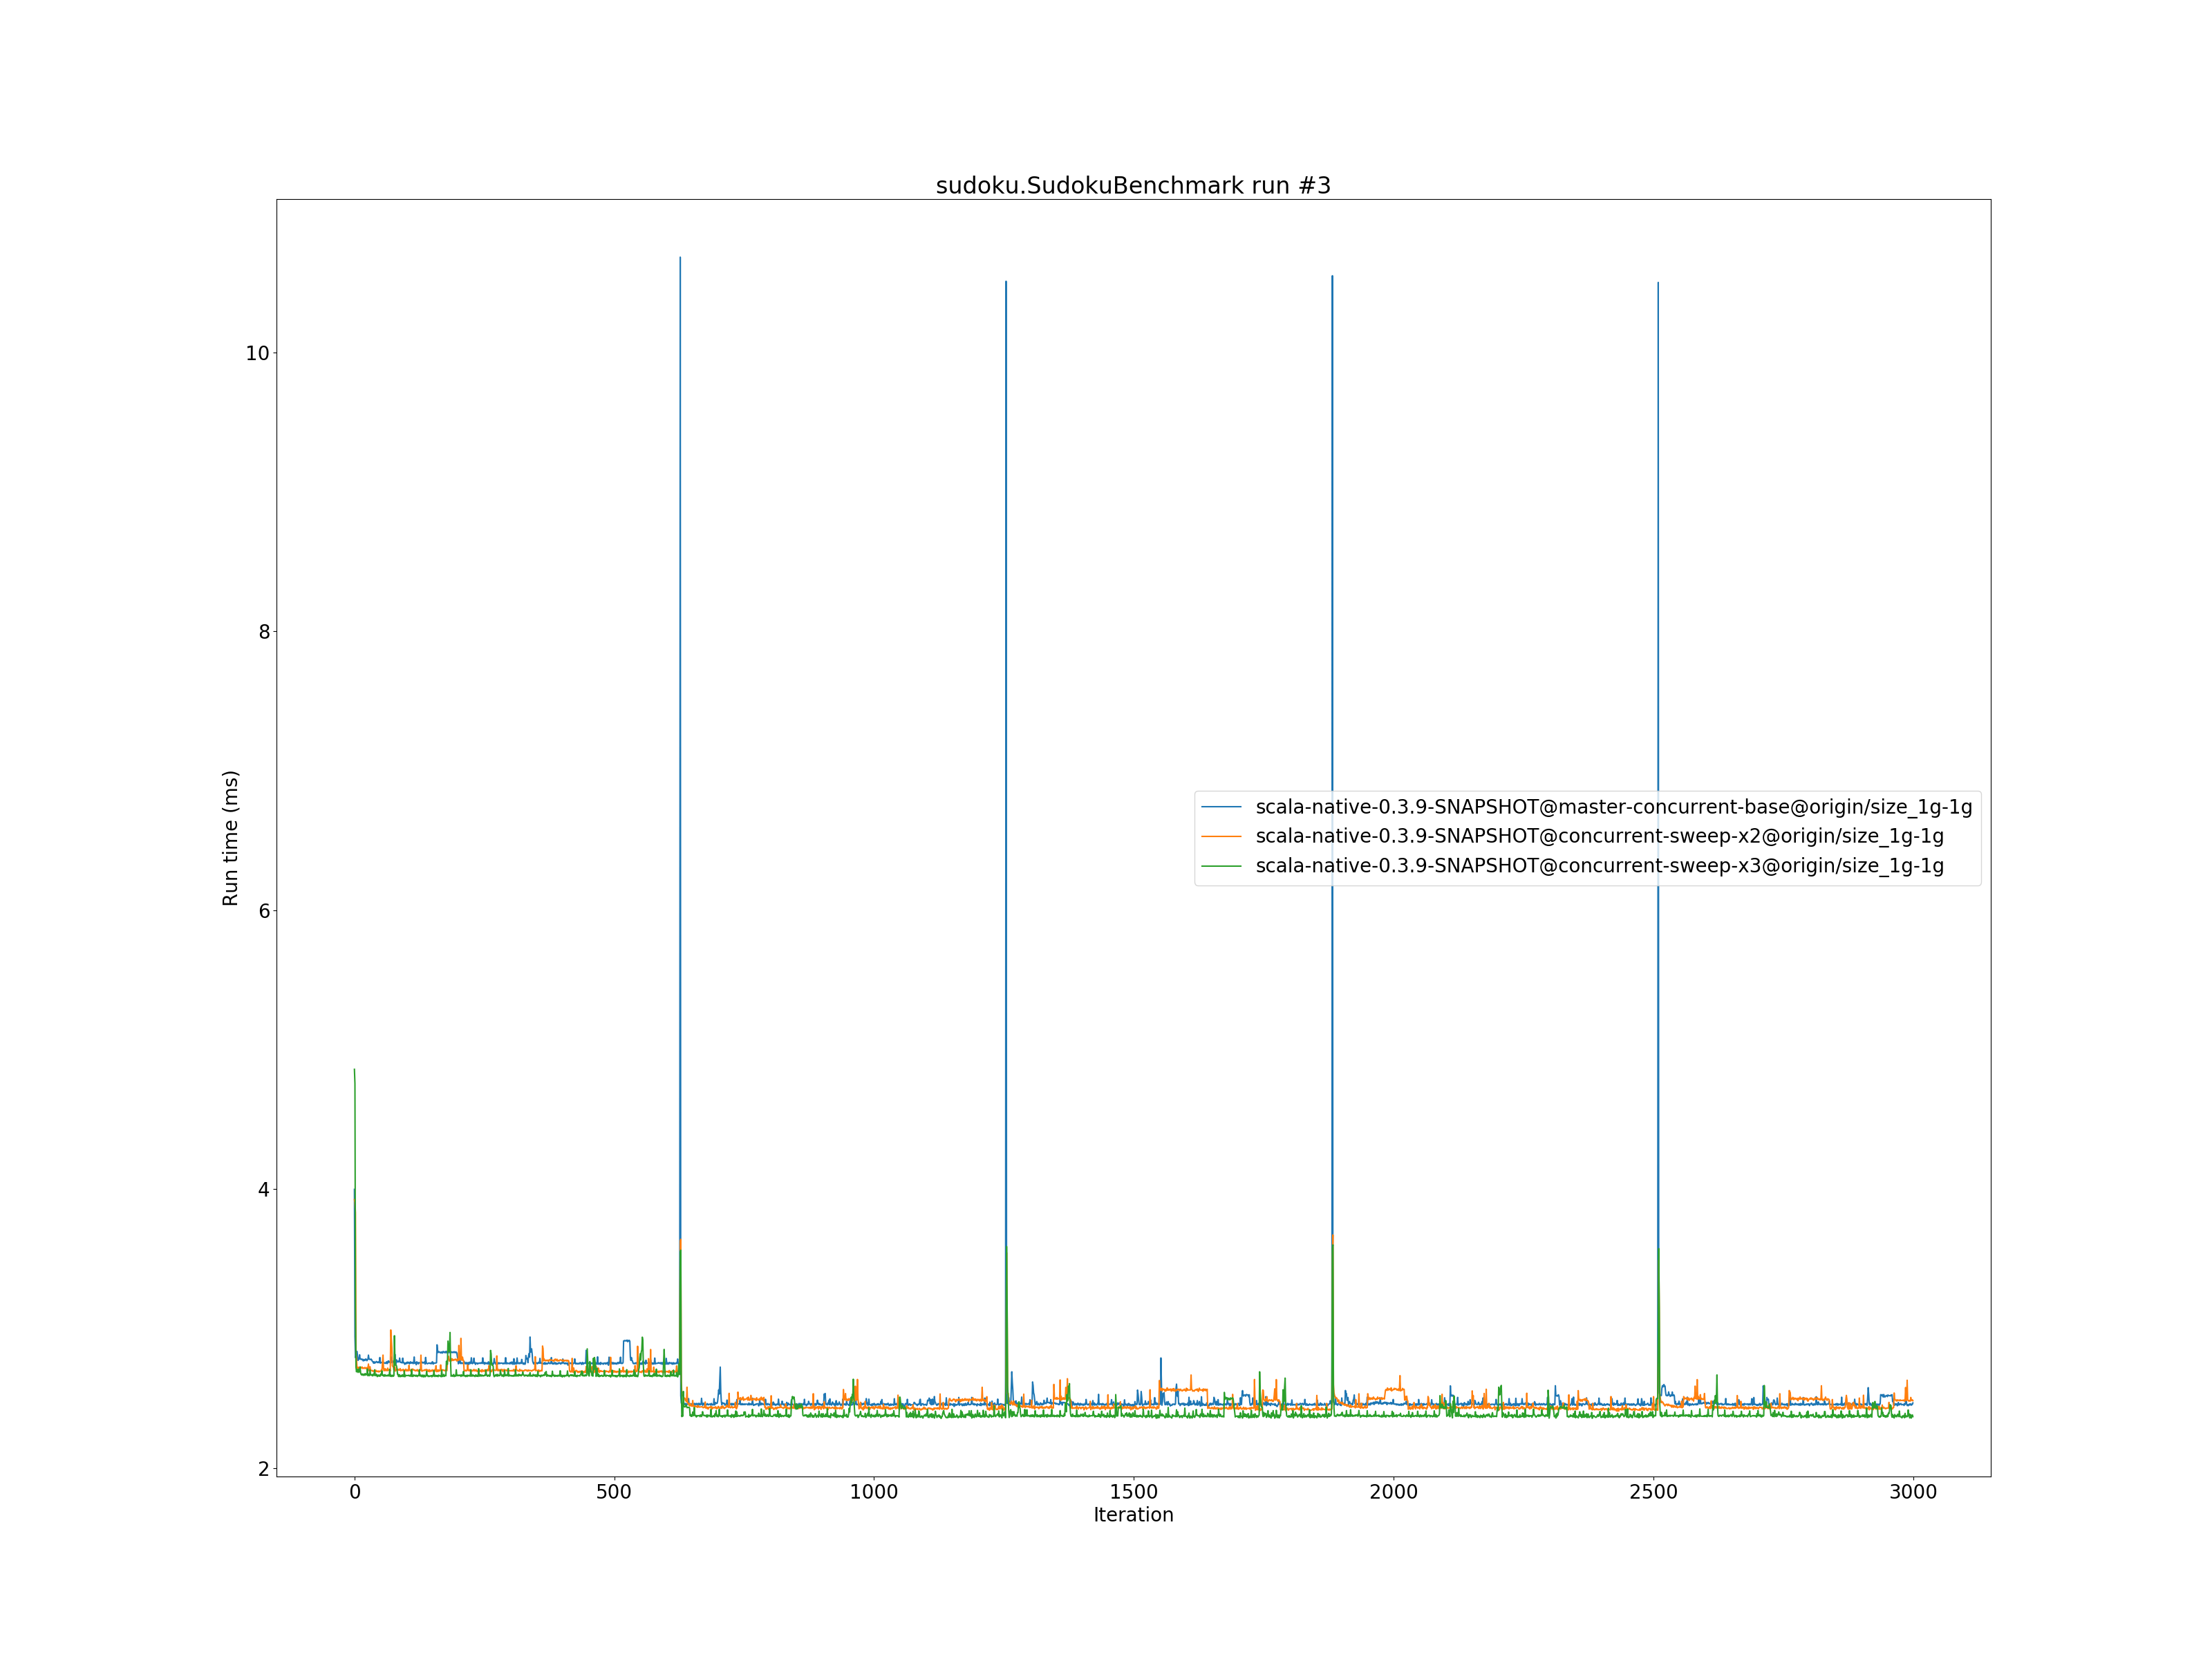 sudoku.SudokuBenchmark run #3
Run time (ms)
10
8
6
4
2
scala-native-0.3.9-SNAPSHOT@master-concurrent-base@origin/size_1g-1g
scala-native-0.3.9-SNAPSHOT@concurrent-sweep-x2@origin/size_1g-1g
scala-native-0.3.9-SNAPSHOT@concurrent-sweep-x3@origin/size_1g-1g
0 500 1000 1500 2000 2500 3000
Iteration